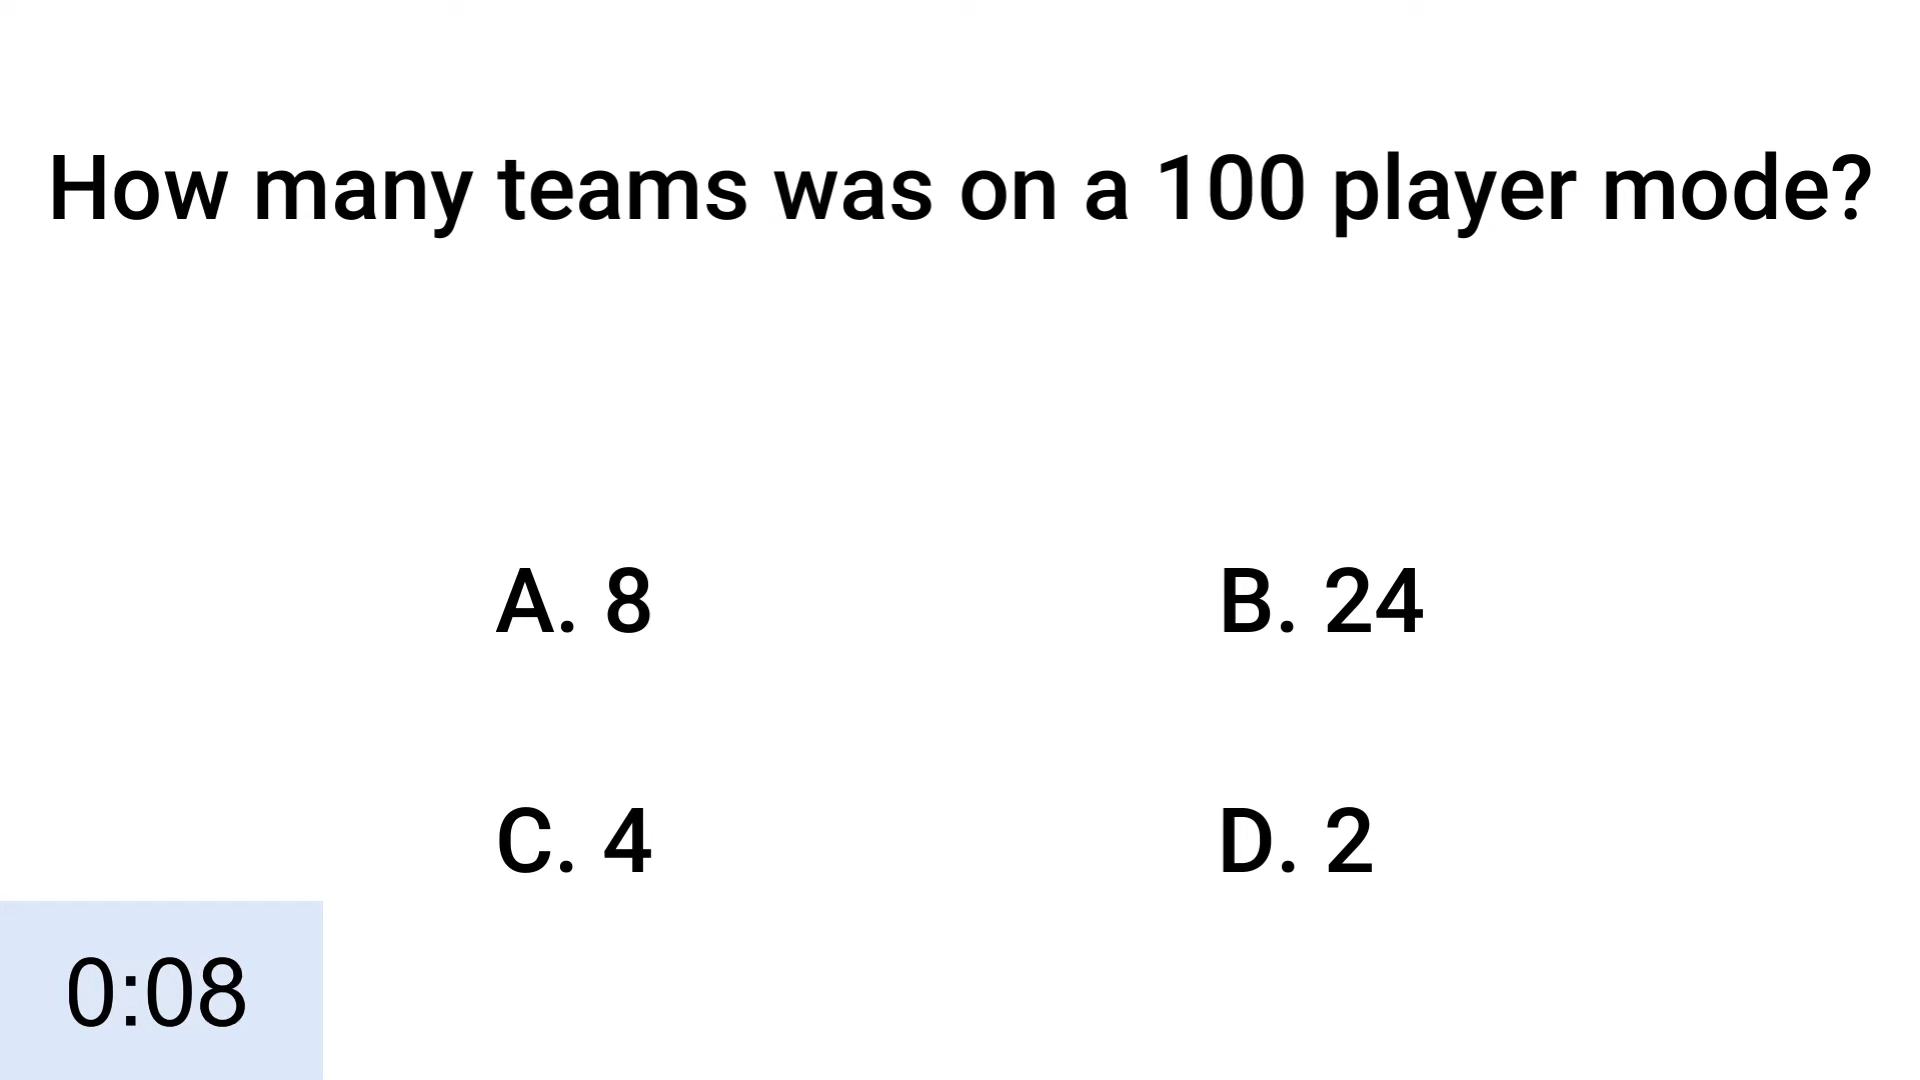 How many teams was on a 100 player mode?
A. 8
B. 24
C. 4
D. 2
0:08